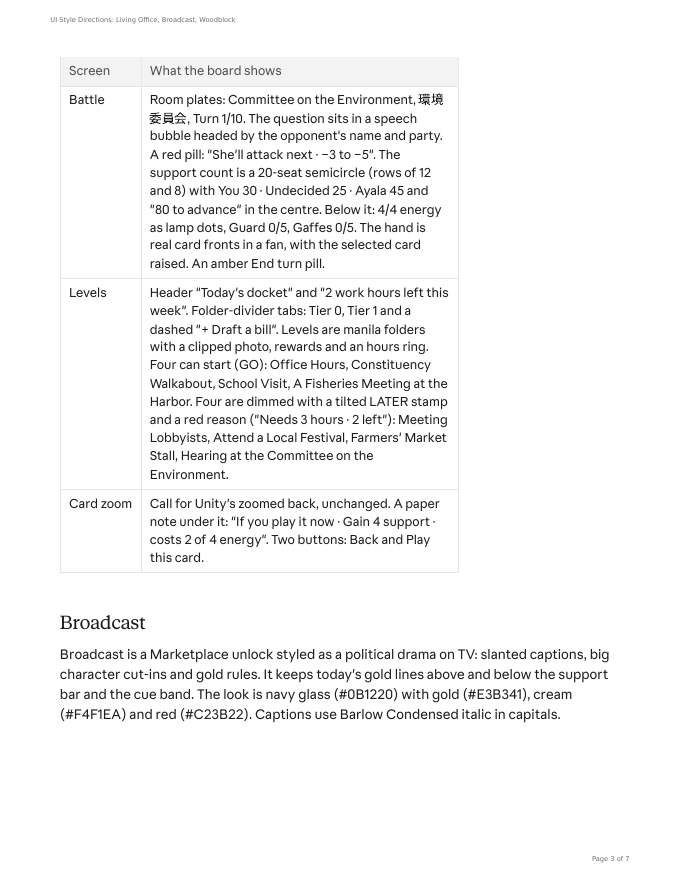 UI Style Directions: Living Office, Broadcast, Woodblock
Screen
What the board shows
Battle
Room plates: Committee on the Environment, 環境
委員会, Turn 1/10. The question sits in a speech
bubble headed by the opponent's name and party.
A red pill: "She'll attack next · −3 to −5". The
support count is a 20-seat semicircle (rows of 12
and 8) with You 30 · Undecided 25 · Ayala 45 and
"80 to advance" in the centre. Below it: 4/4 energy
as lamp dots, Guard 0/5, Gaffes 0/5. The hand is
real card fronts in a fan, with the selected card
raised. An amber End turn pill.
Levels
Header "Today's docket" and "2 work hours left this
week". Folder-divider tabs: Tier 0, Tier 1 and a
dashed "+ Draft a bill". Levels are manila folders
with a clipped photo, rewards and an hours ring.
Four can start (GO): Office Hours, Constituency
Walkabout, School Visit, A Fisheries Meeting at the
Harbor. Four are dimmed with a tilted LATER stamp
and a red reason ("Needs 3 hours · 2 left"): Meeting
Lobbyists, Attend a Local Festival, Farmers' Market
Stall, Hearing at the Committee on the
Environment.
Card zoom
Call for Unity's zoomed back, unchanged. A paper
note under it: "If you play it now · Gain 4 support ·
costs 2 of 4 energy". Two buttons: Back and Play
this card.
Broadcast
Broadcast is a Marketplace unlock styled as a political drama on TV: slanted captions, big
character cut-ins and gold rules. It keeps today's gold lines above and below the support
bar and the cue band. The look is navy glass (#0B1220) with gold (#E3B341), cream
(#F4F1EA) and red (#C23B22). Captions use Barlow Condensed italic in capitals.
Page 3 of 7